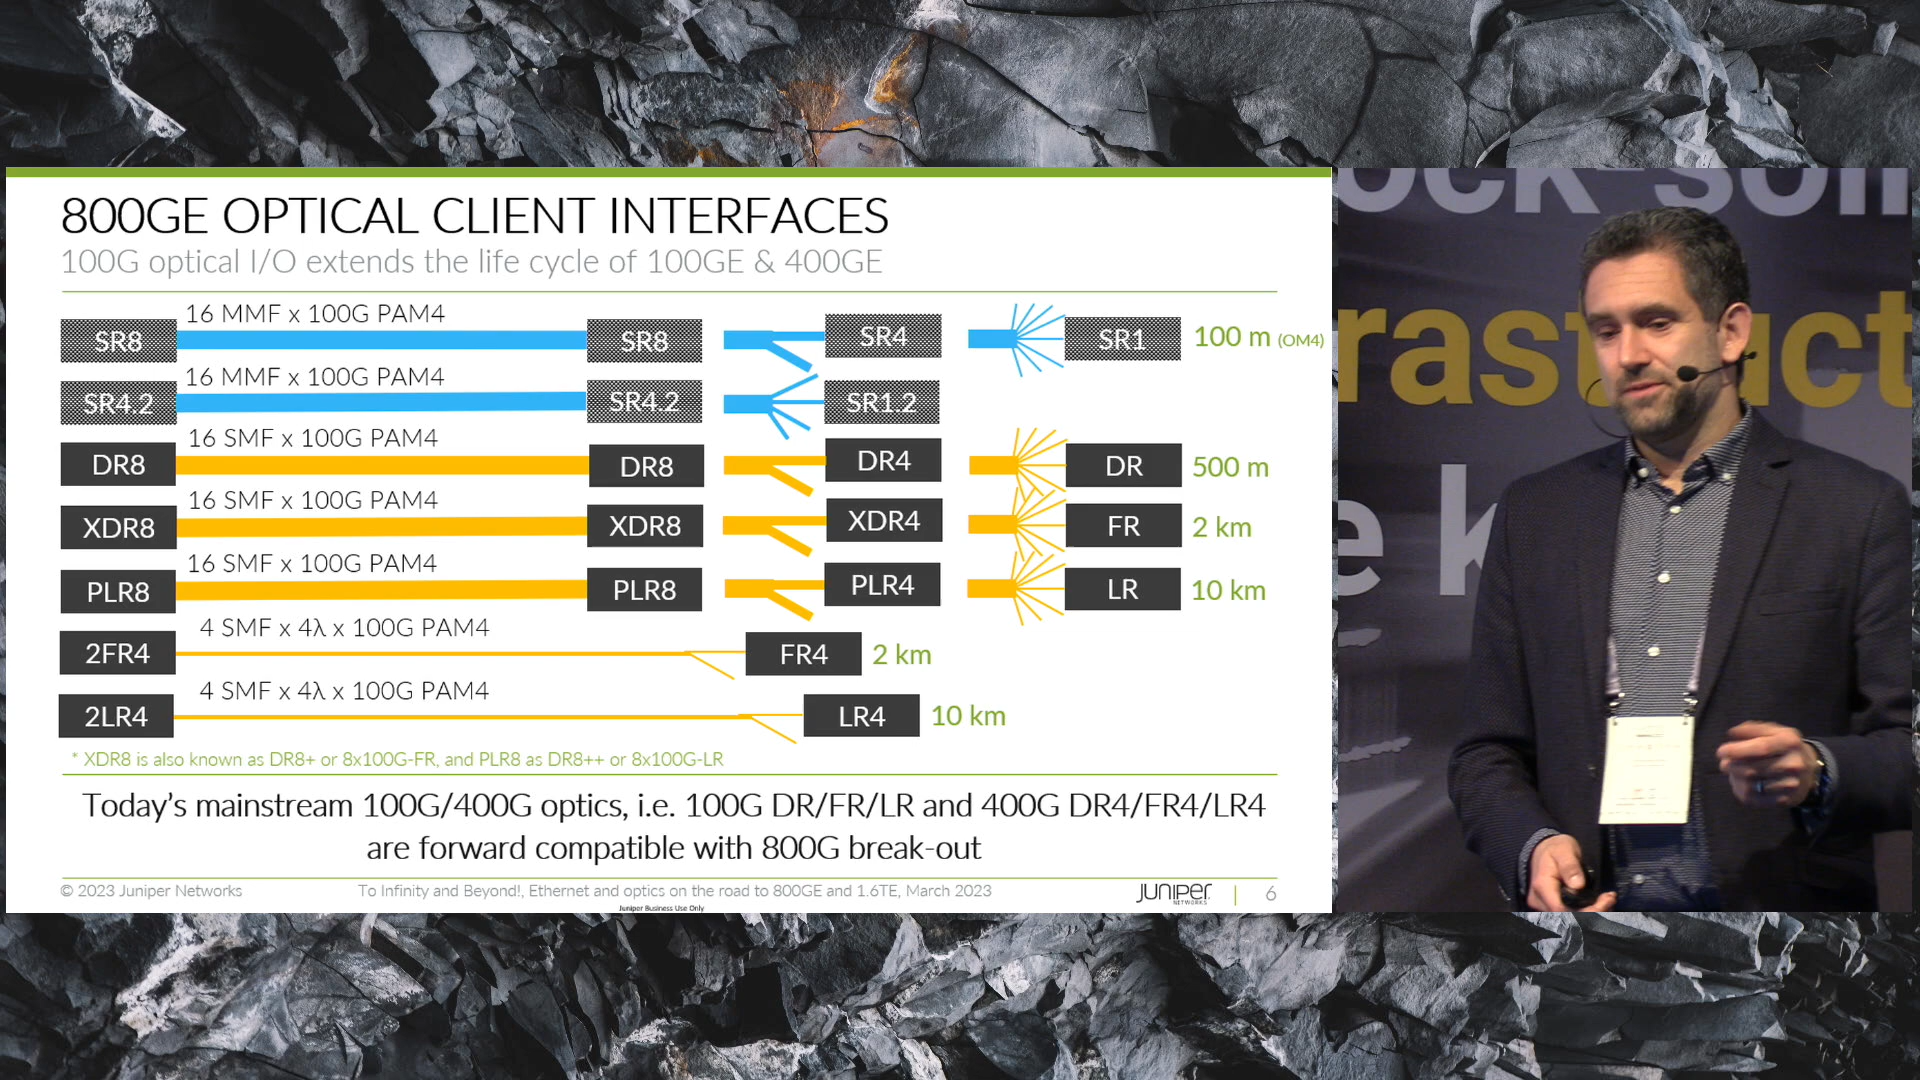 800GE OPTICAL CLIENT INTERFACES
100G optical I/O extends the life cycle of 100GE & 400GE
16 MMF x 100G PAM4
SR8 SR8 SR4 SR1 100 m (OM4)
16 MMF x 100G PAM4
SR4.2 SR4.2 SR1.2
16 SMF x 100G PAM4
DR8 DR8 DR4 DR 500 m
16 SMF x 100G PAM4
XDR8 XDR8 XDR4 FR 2 km
16 SMF x 100G PAM4
PLR8 PLR8 PLR4 LR 10 km
4 SMF x 4λ x 100G PAM4
2FR4 FR4 2 km
4 SMF x 4λ x 100G PAM4
2LR4 LR4 10 km
* XDR8 is also known as DR8+ or 8x100G-FR, and PLR8 as DR8++ or 8x100G-LR
Today's mainstream 100G/400G optics, i.e. 100G DR/FR/LR and 400G DR4/FR4/LR4
are forward compatible with 800G break-out
© 2023 Juniper Networks To Infinity and Beyond!, Ethernet and optics on the road to 800GE and 1.6TE, March 2023 JUNIPER NETWORKS | 6
Juniper Business Use Only
ock soli
rast uct
e k